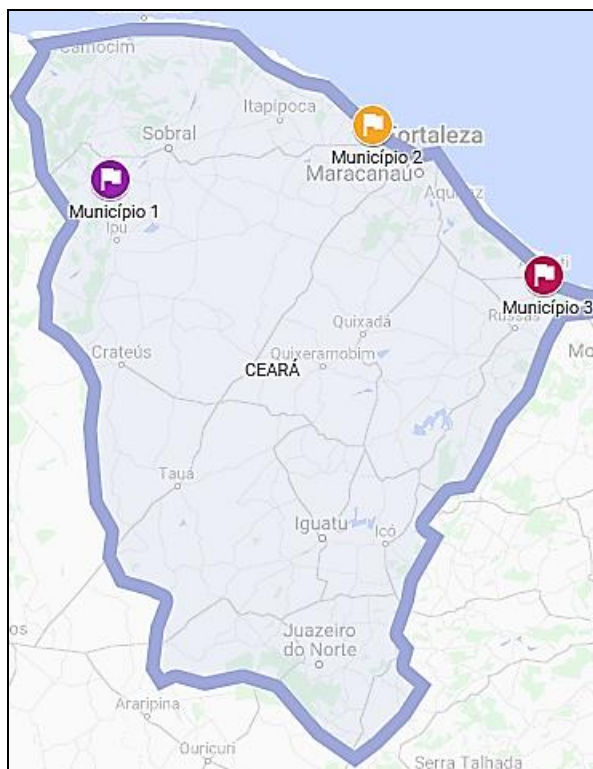 Camocim
Itapipoca
Sobral
Fortaleza
Município 2
Maracanaú
Aquiraz
Município 1
Ipu
Município 3
Russas
Quixadá
Crateús
Quixeramobim
CEARÁ
Tauá
Iguatu
Icó
Juazeiro
do Norte
Araripina
Ouricuri
Serra Talhada